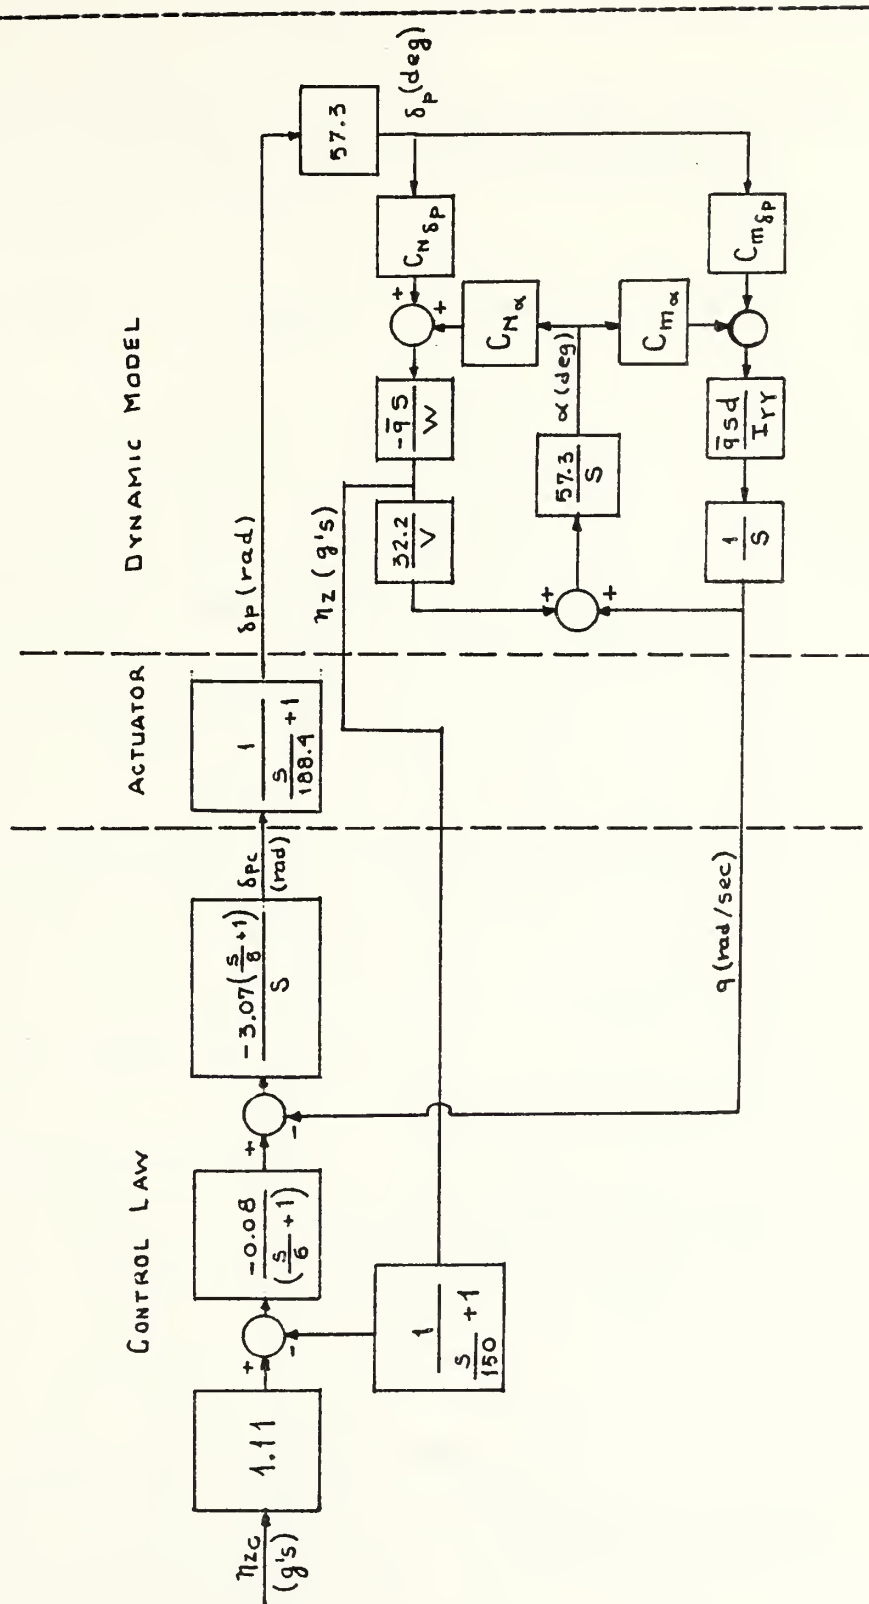 CONTROL LAW
ACTUATOR
DYNAMIC MODEL
ηzc
(g's)
1.11
+
-
-0.08
(s/6 + 1)
+
-
-3.07(s/8 + 1)
S
δpc
(rad)
1
s/188.4 + 1
δp (rad)
57.3
δp (deg)
1
s/150 + 1
ηz (g's)
32.2
V
-q̄ S
W
+
+
CNδp
CNα
+
+
57.3
S
α (deg)
Cmα
Cmδp
q̄ s d
IYY
1
S
q (rad/sec)